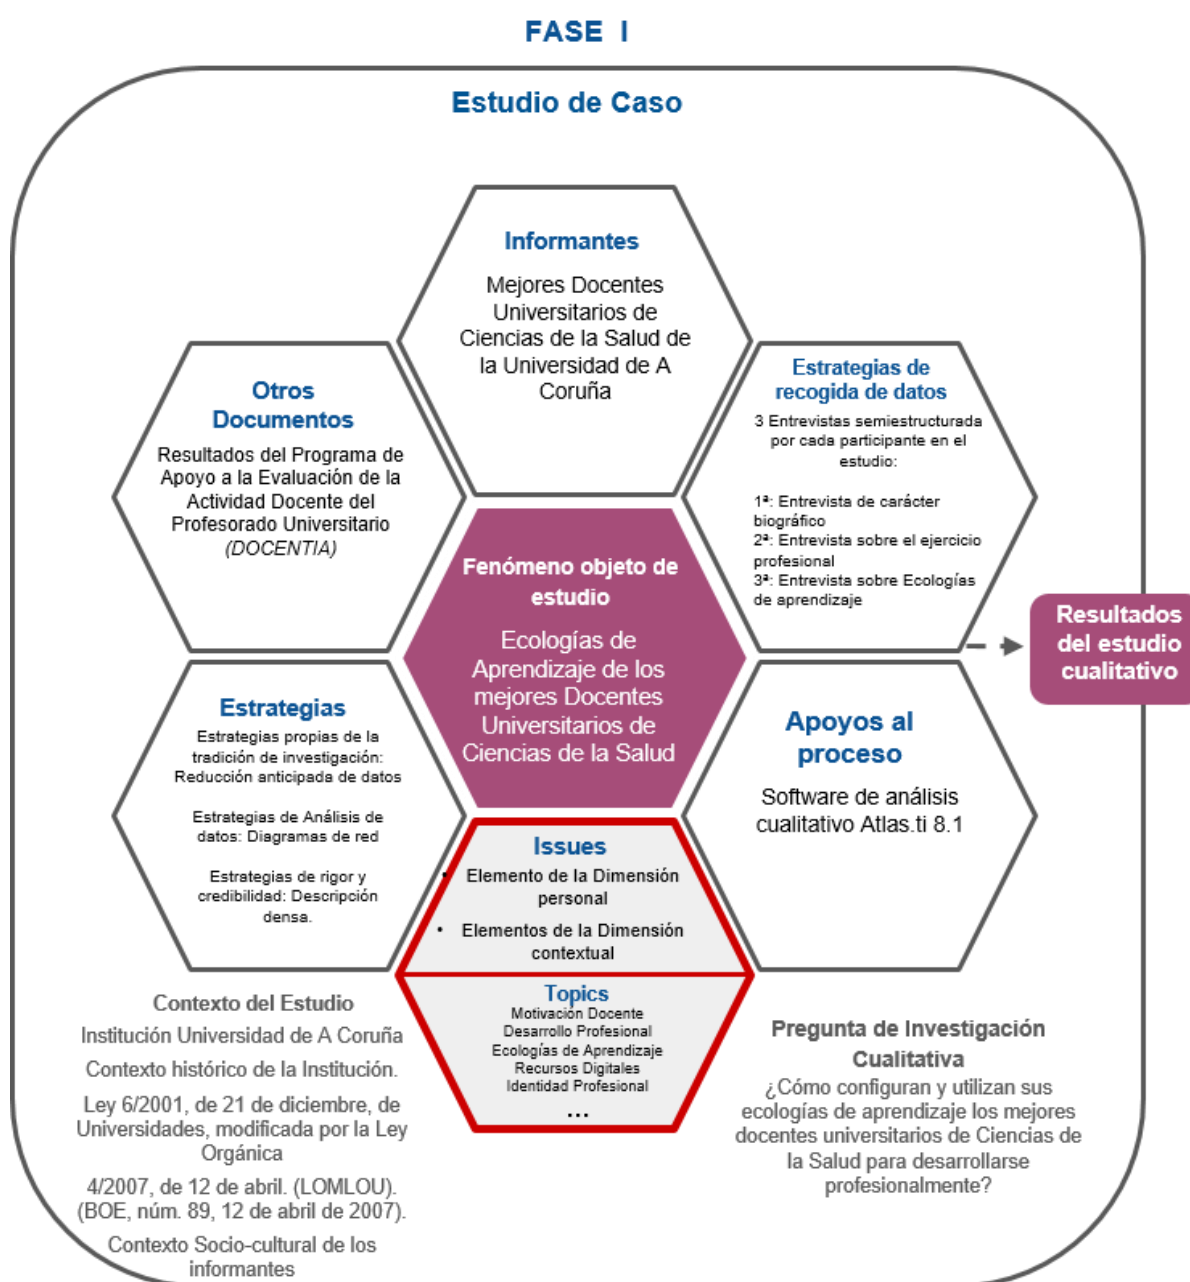 FASE I
Estudio de Caso
Informantes
Mejores Docentes
Universitarios de
Ciencias de la Salud de
la Universidad de A
Coruña
Otros
Documentos
Resultados del Programa de
Apoyo a la Evaluación de la
Actividad Docente del
Profesorado Universitario
(DOCENTIA)
Estrategias de
recogida de datos
3 Entrevistas semiestructurada
por cada participante en el
estudio:
1ª: Entrevista de carácter
biográfico
2ª: Entrevista sobre el ejercicio
profesional
3ª: Entrevista sobre Ecologías
de aprendizaje
Fenómeno objeto de
estudio
Ecologías de
Aprendizaje de los
mejores Docentes
Universitarios de
Ciencias de la Salud
Resultados
del estudio
cualitativo
Estrategias
Estrategias propias de la
tradición de investigación:
Reducción anticipada de datos
Estrategias de Análisis de
datos: Diagramas de red
Estrategias de rigor y
credibilidad: Descripción
densa.
Apoyos al
proceso
Software de análisis
cualitativo Atlas.ti 8.1
Issues
• Elemento de la Dimensión
personal
• Elementos de la Dimensión
contextual
Topics
Motivación Docente
Desarrollo Profesional
Ecologías de Aprendizaje
Recursos Digitales
Identidad Profesional
...
Contexto del Estudio
Institución Universidad de A Coruña
Contexto histórico de la Institución.
Ley 6/2001, de 21 de diciembre, de
Universidades, modificada por la Ley
Orgánica
4/2007, de 12 de abril. (LOMLOU).
(BOE, núm. 89, 12 de abril de 2007).
Contexto Socio-cultural de los
informantes
Pregunta de Investigación
Cualitativa
¿Cómo configuran y utilizan sus
ecologías de aprendizaje los mejores
docentes universitarios de Ciencias de
la Salud para desarrollarse
profesionalmente?